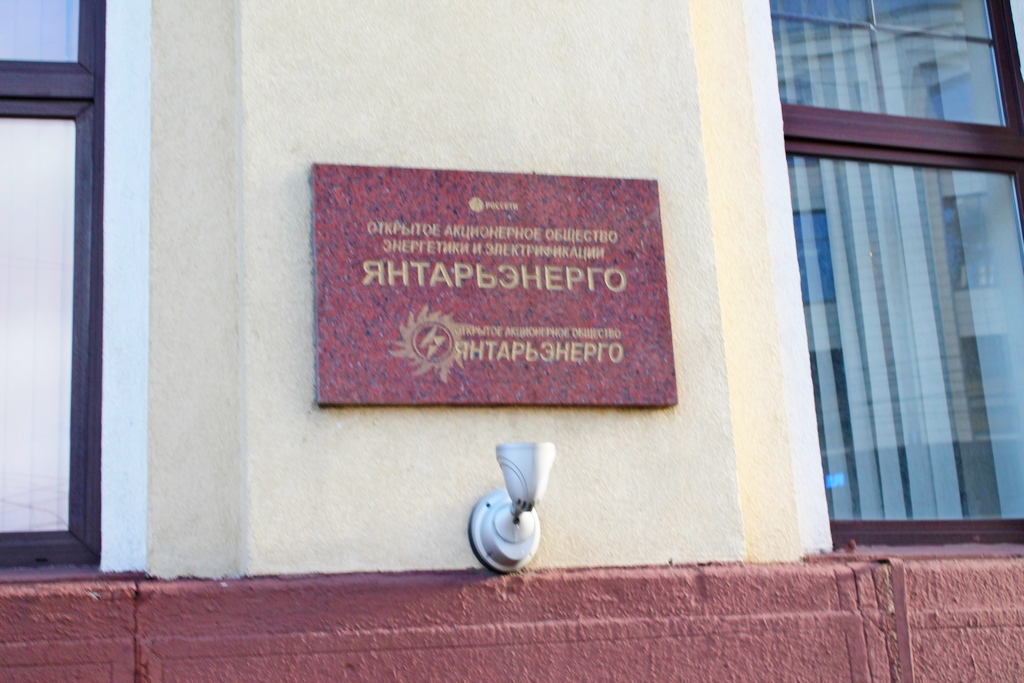 РОССЕТИ
ОТКРЫТОЕ АКЦИОНЕРНОЕ ОБЩЕСТВО
ЭНЕРГЕТИКИ И ЭЛЕКТРИФИКАЦИИ
ЯНТАРЬЭНЕРГО
ОТКРЫТОЕ АКЦИОНЕРНОЕ ОБЩЕСТВО
ЯНТАРЬЭНЕРГО